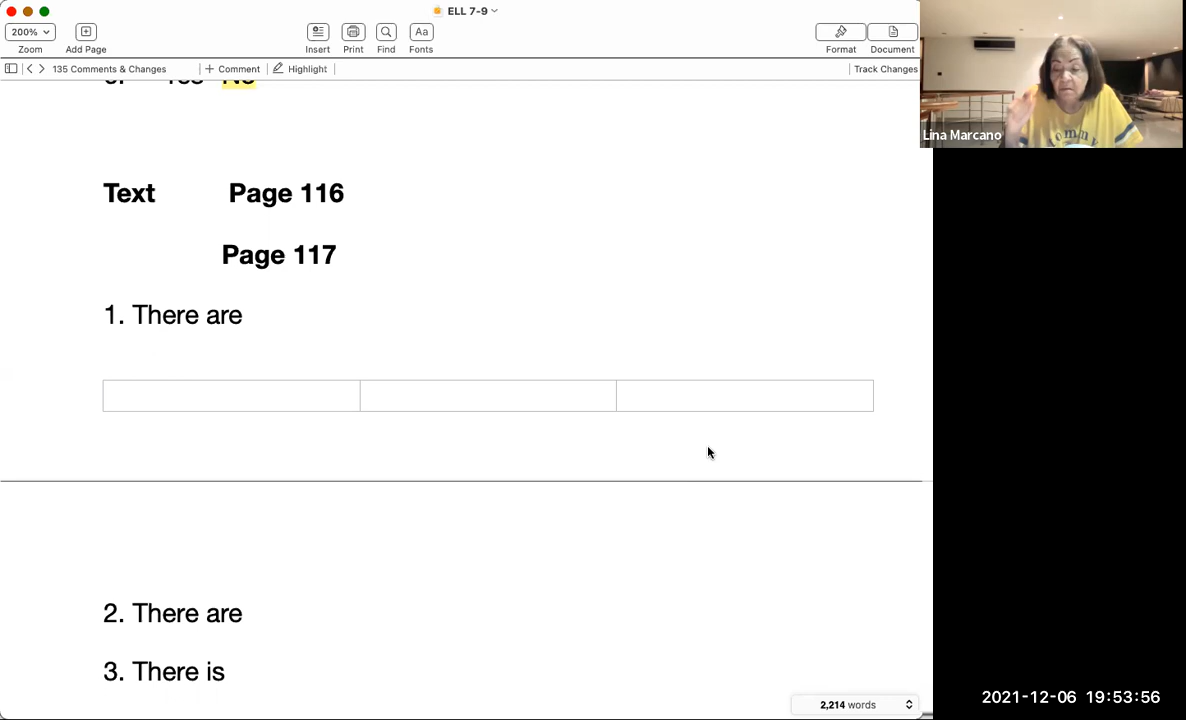 ELL 7-9
200%
Zoom
Add Page
Insert
Print
Find
Fonts
Format
Document
135 Comments & Changes
Comment
Highlight
Track Changes
Yes No
Lina Marcano
Text Page 116
Page 117
1. There are
2. There are
3. There is
2,214 words
2021-12-06 19:53:56